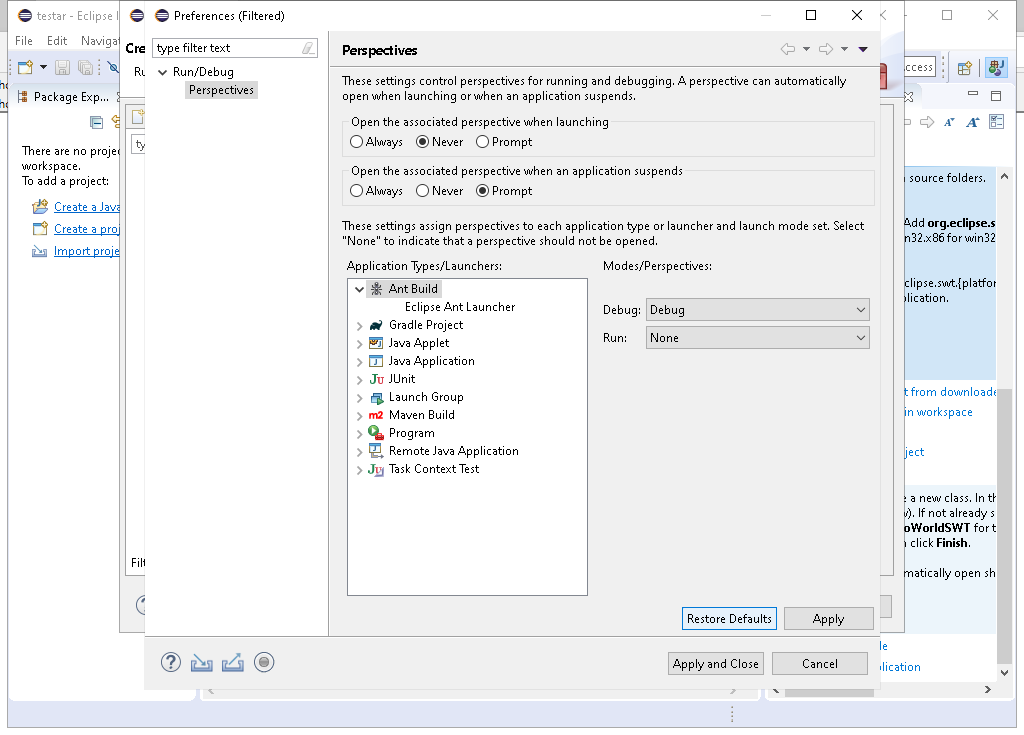 testar - Eclipse I
Preferences (Filtered)
File Edit Naviga
Cre
type filter text
Perspectives
Ru
Run/Debug
Perspectives
ccess
Package Exp...
These settings control perspectives for running and debugging. A perspective can automatically
open when launching or when an application suspends.
Open the associated perspective when launching
Always Never Prompt
ty
There are no projec
workspace.
To add a project:
Open the associated perspective when an application suspends
Always Never Prompt
source folders.
Create a Java
Create a proj
Import proje
These settings assign perspectives to each application type or launcher and launch mode set. Select
"None" to indicate that a perspective should not be opened.
Add org.eclipse.s
n32.x86 for win32
Application Types/Launchers:
Modes/Perspectives:
Ant Build
Eclipse Ant Launcher
Gradle Project
Java Applet
Java Application
JUnit
Launch Group
Maven Build
Program
Remote Java Application
Task Context Test
Debug: Debug
Run: None
clipse.swt.{platfor
plication.
t from downloade
in workspace
ject
e a new class. In th
v). If not already s
oWorldSWT for t
n click Finish.
matically open sh
Filt
Restore Defaults
Apply
le
plication
Apply and Close
Cancel